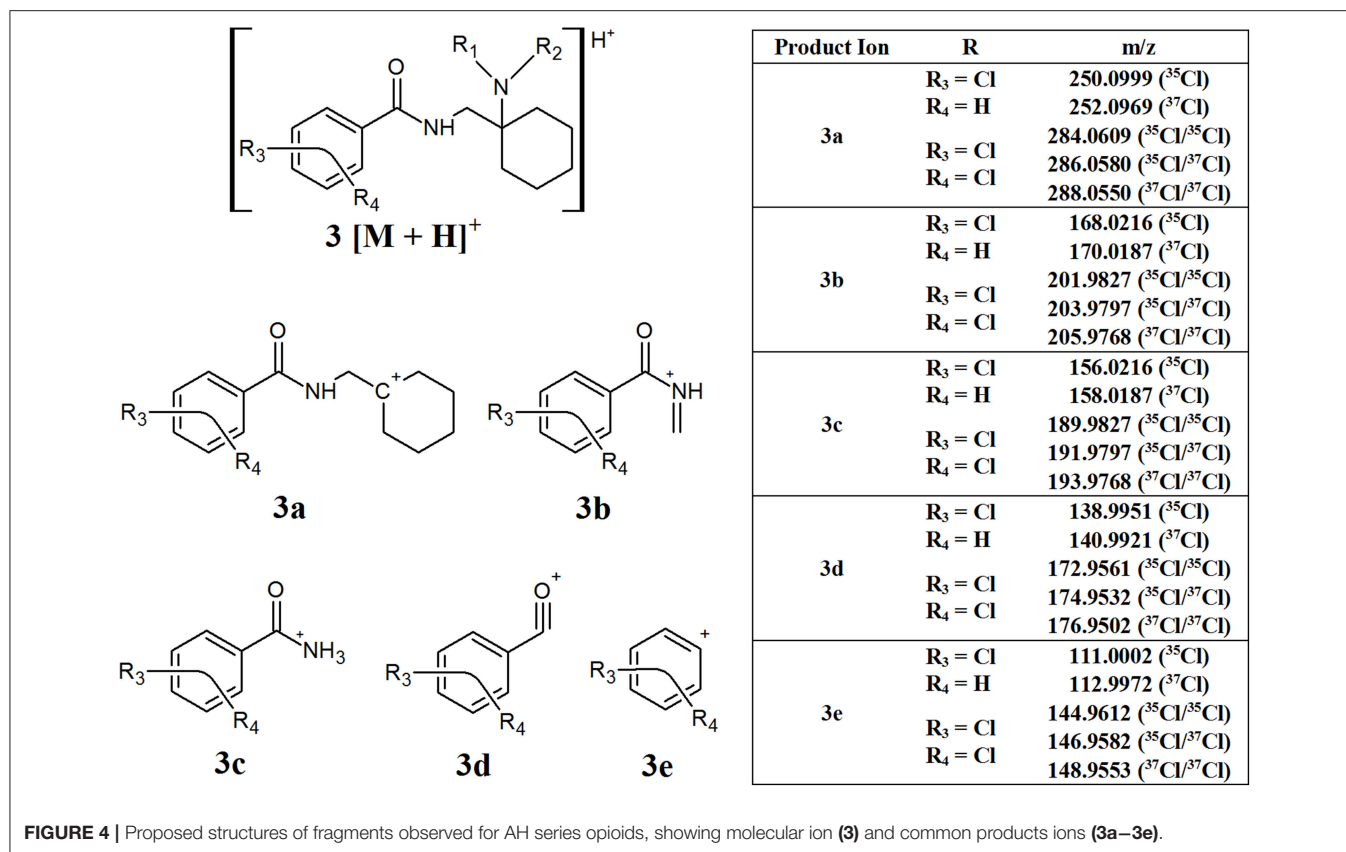 R₁ R₂ H⁺
O N
NH
R₃
R₄
3 [M + H]⁺
O
NH C⁺
R₃
R₄
3a
O
⁺NH
R₃
R₄
3b
O
⁺NH₃
R₃
R₄
3c
O⁺
R₃
R₄
3d
+
R₃
R₄
3e
Product Ion R m/z
3a
R₃ = Cl 250.0999 (³⁵Cl)
R₄ = H 252.0969 (³⁷Cl)
284.0609 (³⁵Cl/³⁵Cl)
R₃ = Cl 286.0580 (³⁵Cl/³⁷Cl)
R₄ = Cl 288.0550 (³⁷Cl/³⁷Cl)
3b
R₃ = Cl 168.0216 (³⁵Cl)
R₄ = H 170.0187 (³⁷Cl)
201.9827 (³⁵Cl/³⁵Cl)
R₃ = Cl 203.9797 (³⁵Cl/³⁷Cl)
R₄ = Cl 205.9768 (³⁷Cl/³⁷Cl)
3c
R₃ = Cl 156.0216 (³⁵Cl)
R₄ = H 158.0187 (³⁷Cl)
189.9827 (³⁵Cl/³⁵Cl)
R₃ = Cl 191.9797 (³⁵Cl/³⁷Cl)
R₄ = Cl 193.9768 (³⁷Cl/³⁷Cl)
3d
R₃ = Cl 138.9951 (³⁵Cl)
R₄ = H 140.9921 (³⁷Cl)
172.9561 (³⁵Cl/³⁵Cl)
R₃ = Cl 174.9532 (³⁵Cl/³⁷Cl)
R₄ = Cl 176.9502 (³⁷Cl/³⁷Cl)
3e
R₃ = Cl 111.0002 (³⁵Cl)
R₄ = H 112.9972 (³⁷Cl)
144.9612 (³⁵Cl/³⁵Cl)
R₃ = Cl 146.9582 (³⁵Cl/³⁷Cl)
R₄ = Cl 148.9553 (³⁷Cl/³⁷Cl)
FIGURE 4 | Proposed structures of fragments observed for AH series opioids, showing molecular ion (3) and common products ions (3a–3e).